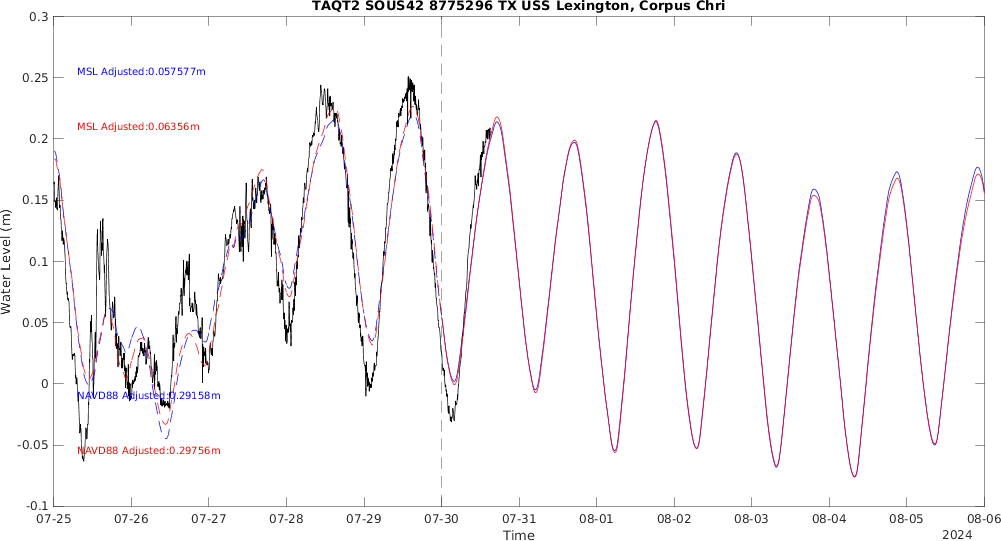 TAQT2 SOUS42 8775296 TX USS Lexington, Corpus Chri
0.3
0.25
0.2
0.15
0.1
0.05
0
-0.05
-0.1
Water Level (m)
MSL Adjusted:0.057577m
MSL Adjusted:0.06356m
NAVD88 Adjusted:0.29158m
NAVD88 Adjusted:0.29756m
07-25 07-26 07-27 07-28 07-29 07-30 07-31 08-01 08-02 08-03 08-04 08-05 08-06
Time
2024